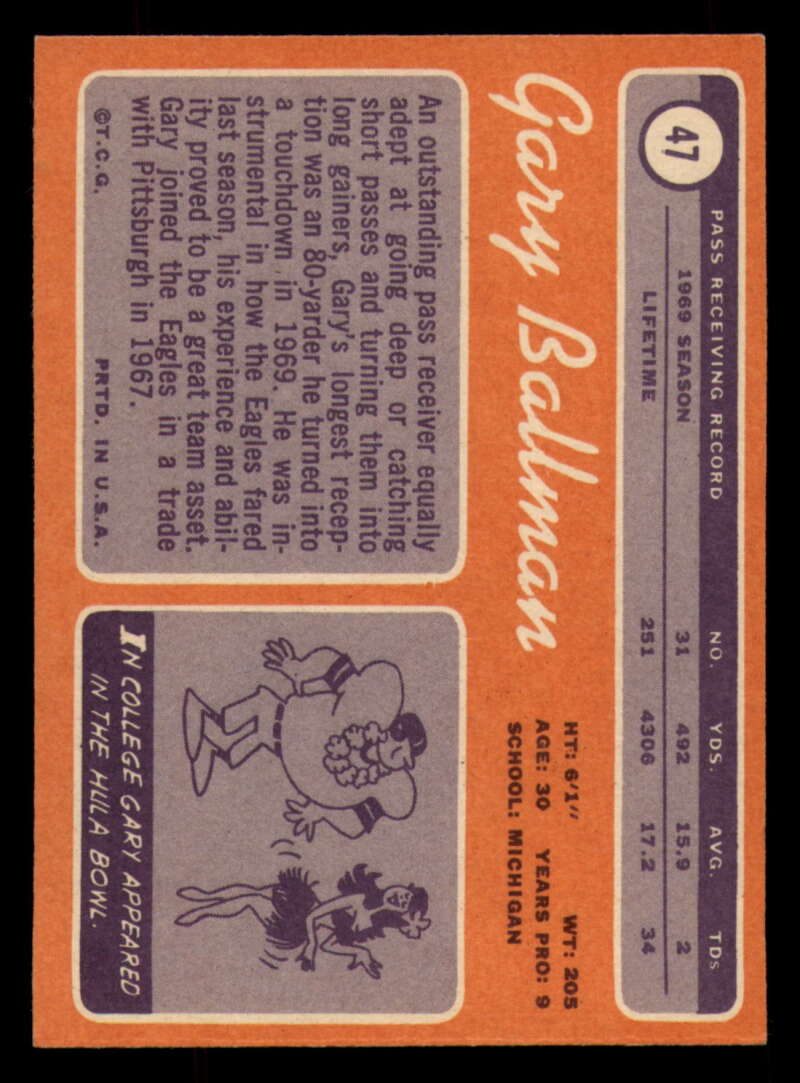 47
PASS RECEIVING RECORD NO. YDS. AVG. TDs
1969 SEASON 31 492 15.9 2
LIFETIME 251 4306 17.2 34
Gary Ballman
HT: 6'1" WT: 205
AGE: 30 YEARS PRO: 9
SCHOOL: MICHIGAN
An outstanding pass receiver equally
adept at going deep or catching
short passes and turning them into
long gainers, Gary's longest recep-
tion was an 80-yarder he turned into
a touchdown in 1969. He was in-
strumental in how the Eagles fared
last season, his experience and abil-
ity proved to be a great team asset.
Gary joined the Eagles in a trade
with Pittsburgh in 1967.
©T.C.G. PRTD. IN U.S.A.
IN COLLEGE GARY APPEARED
IN THE HULA BOWL.